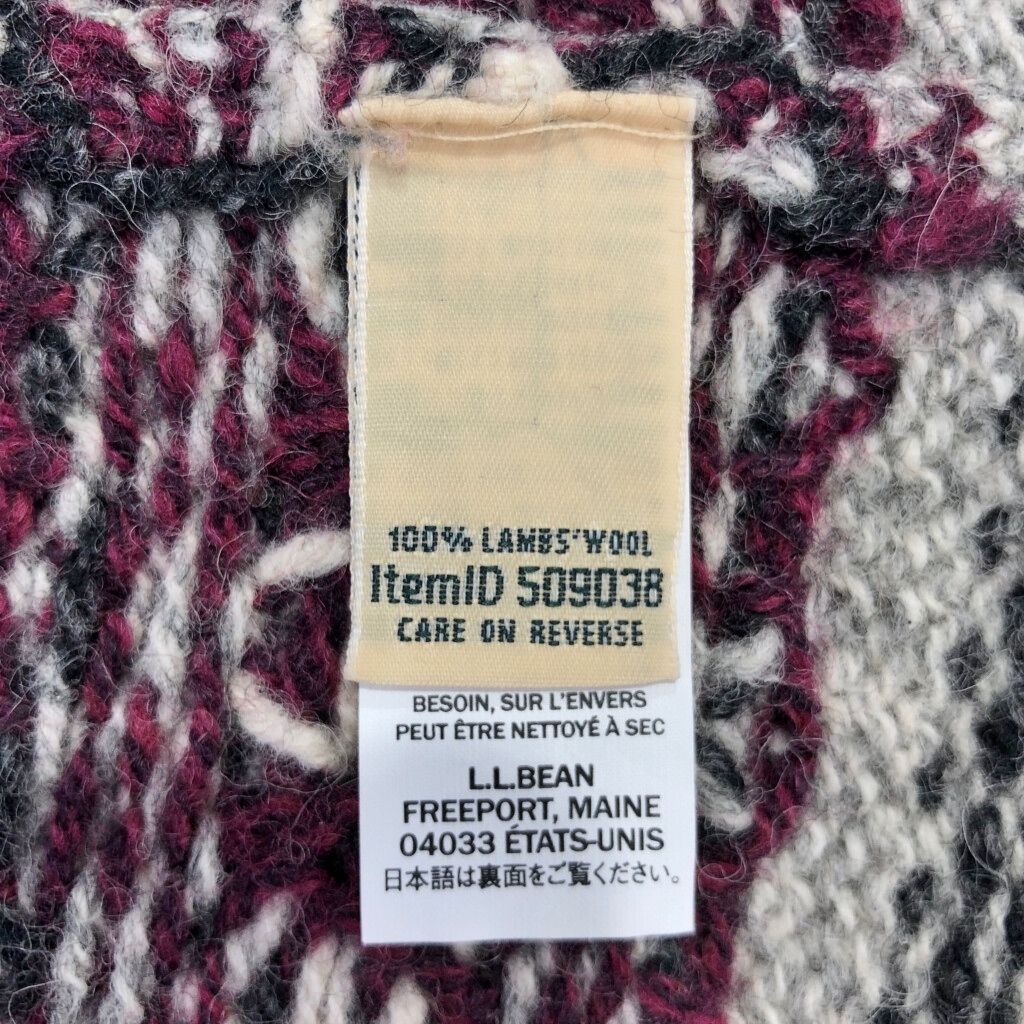 100% LAMBS' WOOL
ItemID 509038
CARE ON REVERSE
BESOIN, SUR L'ENVERS
PEUT ÊTRE NETTOYÉ À SEC
L.L.BEAN
FREEPORT, MAINE
04033 ÉTATS-UNIS
日本語は裏面をご覧ください。